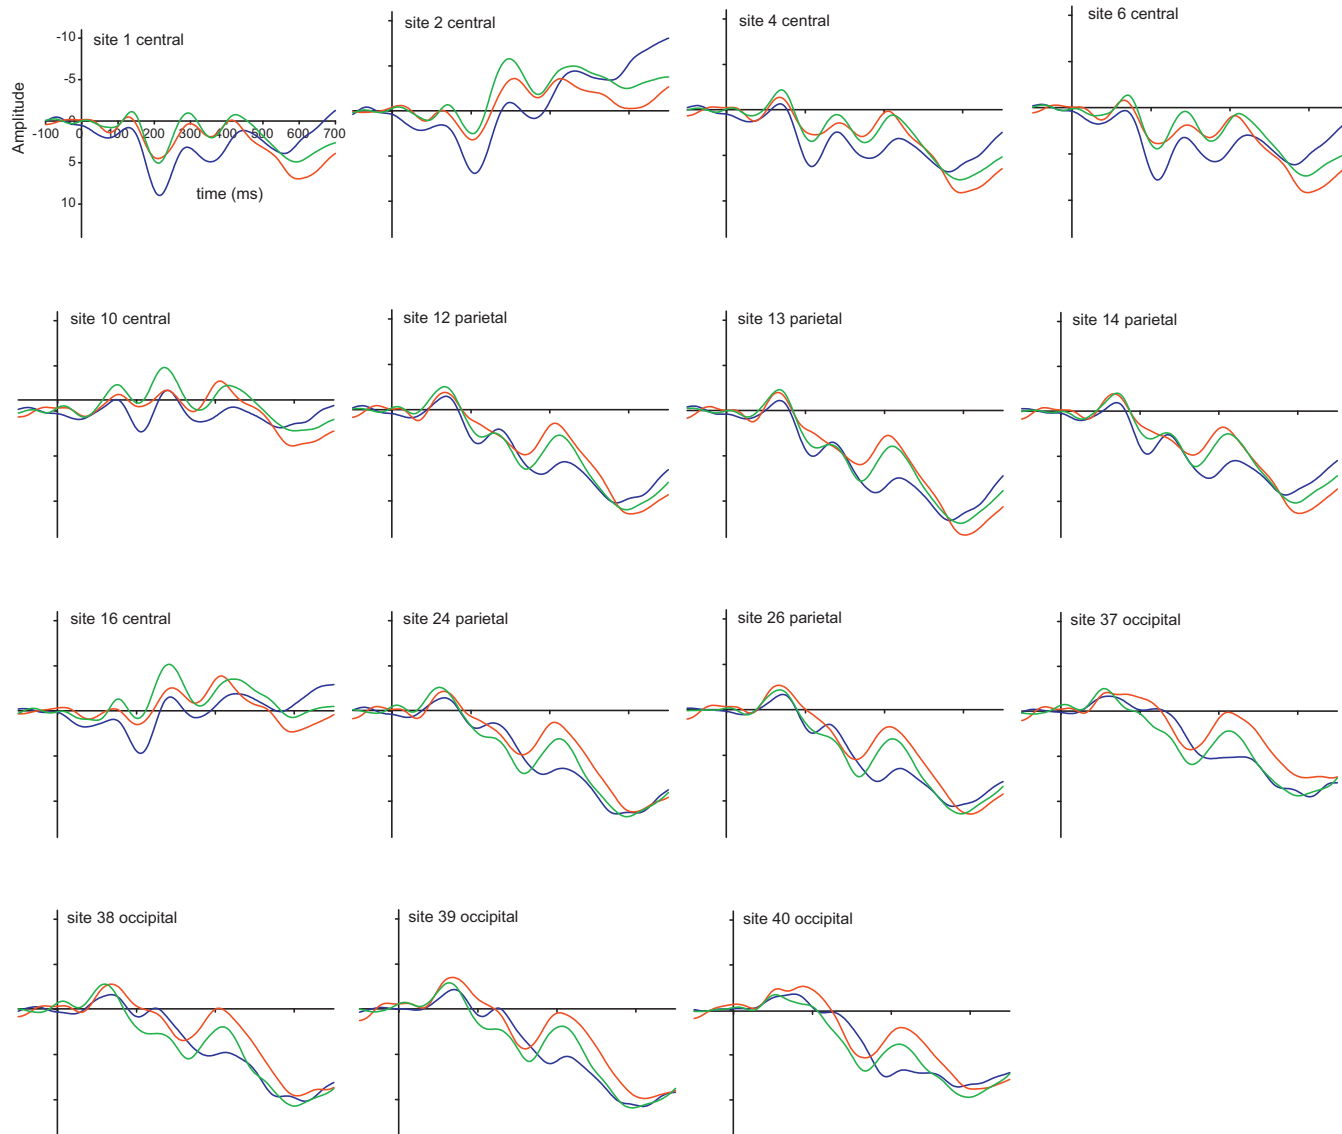 site 1 central
site 2 central
site 4 central
site 6 central
Amplitude
-10
-5
0
5
10
-100 0 100 200 300 400 500 600 700
time (ms)
site 10 central
site 12 parietal
site 13 parietal
site 14 parietal
site 16 central
site 24 parietal
site 26 parietal
site 37 occipital
site 38 occipital
site 39 occipital
site 40 occipital